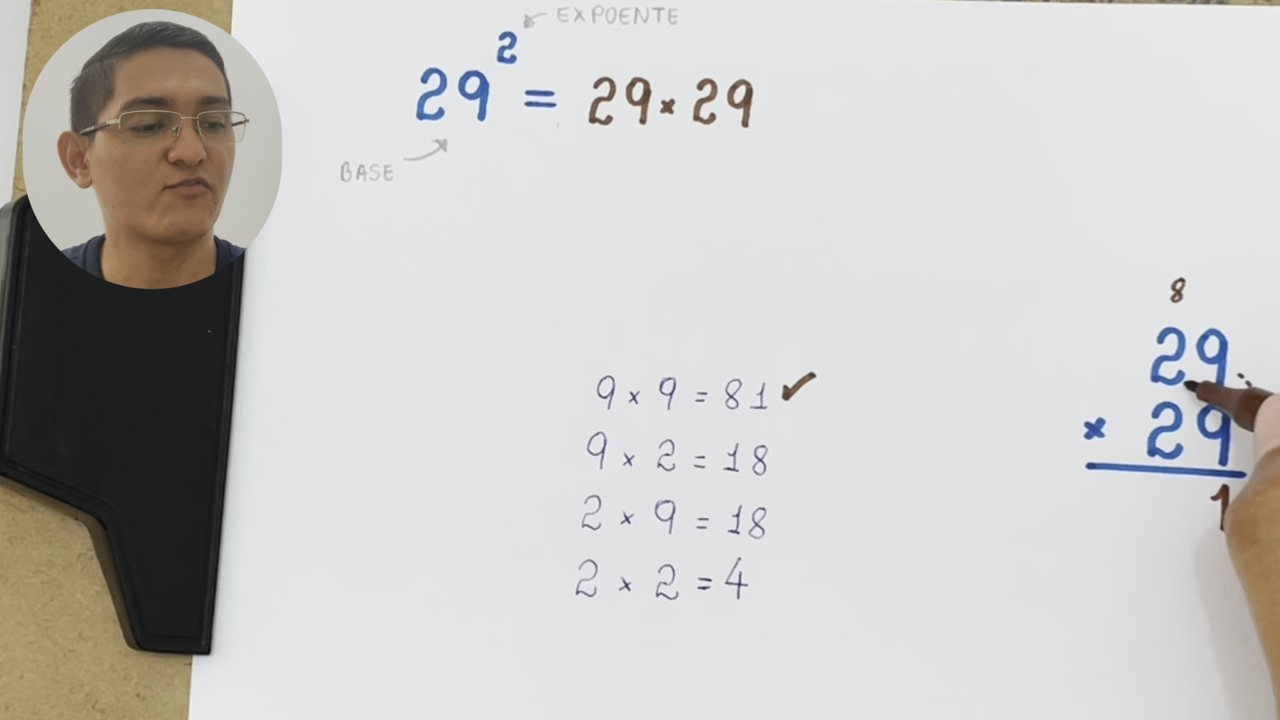 EXPOENTE
29² = 29 × 29
BASE
9 × 9 = 81 ✓
9 × 2 = 18
2 × 9 = 18
2 × 2 = 4
8
29
× 29
1